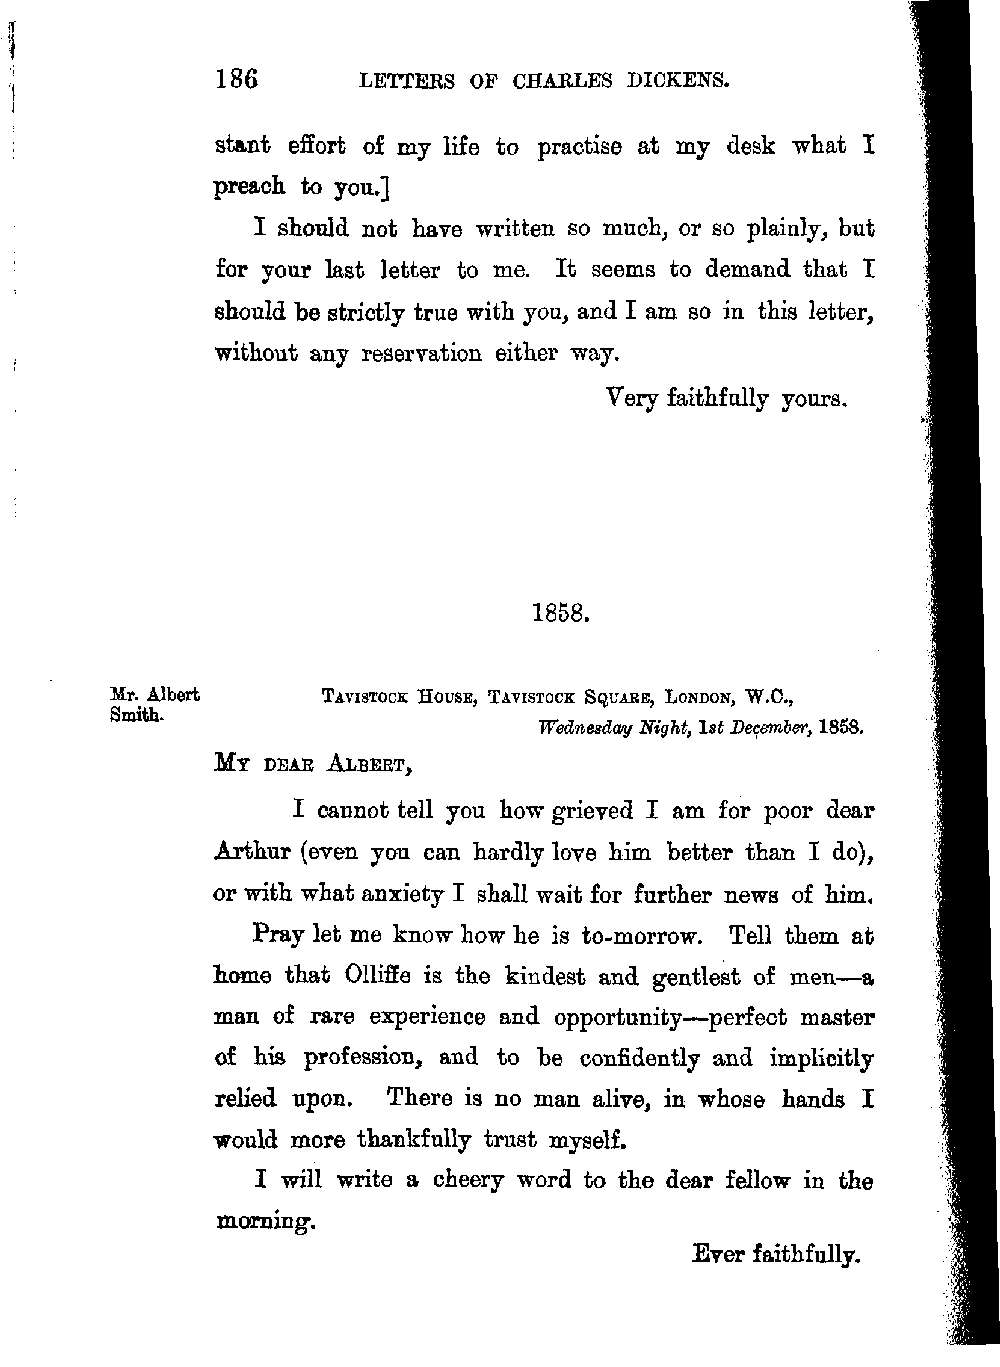 186 LETTERS OF CHARLES DICKENS.
stant effort of my life to practise at my desk what I
preach to you.]
I should not have written so much, or so plainly, but
for your last letter to me. It seems to demand that I
should be strictly true with you, and I am so in this letter,
without any reservation either way.
Very faithfully yours.
1858.
Mr. Albert
Smith.
TAVISTOCK HOUSE, TAVISTOCK SQUARE, LONDON, W.C.,
Wednesday Night, 1st December, 1858.
MY DEAR ALBERT,
I cannot tell you how grieved I am for poor dear
Arthur (even you can hardly love him better than I do),
or with what anxiety I shall wait for further news of him.
Pray let me know how he is to-morrow. Tell them at
home that Olliffe is the kindest and gentlest of men—a
man of rare experience and opportunity—perfect master
of his profession, and to be confidently and implicitly
relied upon. There is no man alive, in whose hands I
would more thankfully trust myself.
I will write a cheery word to the dear fellow in the
morning.
Ever faithfully.